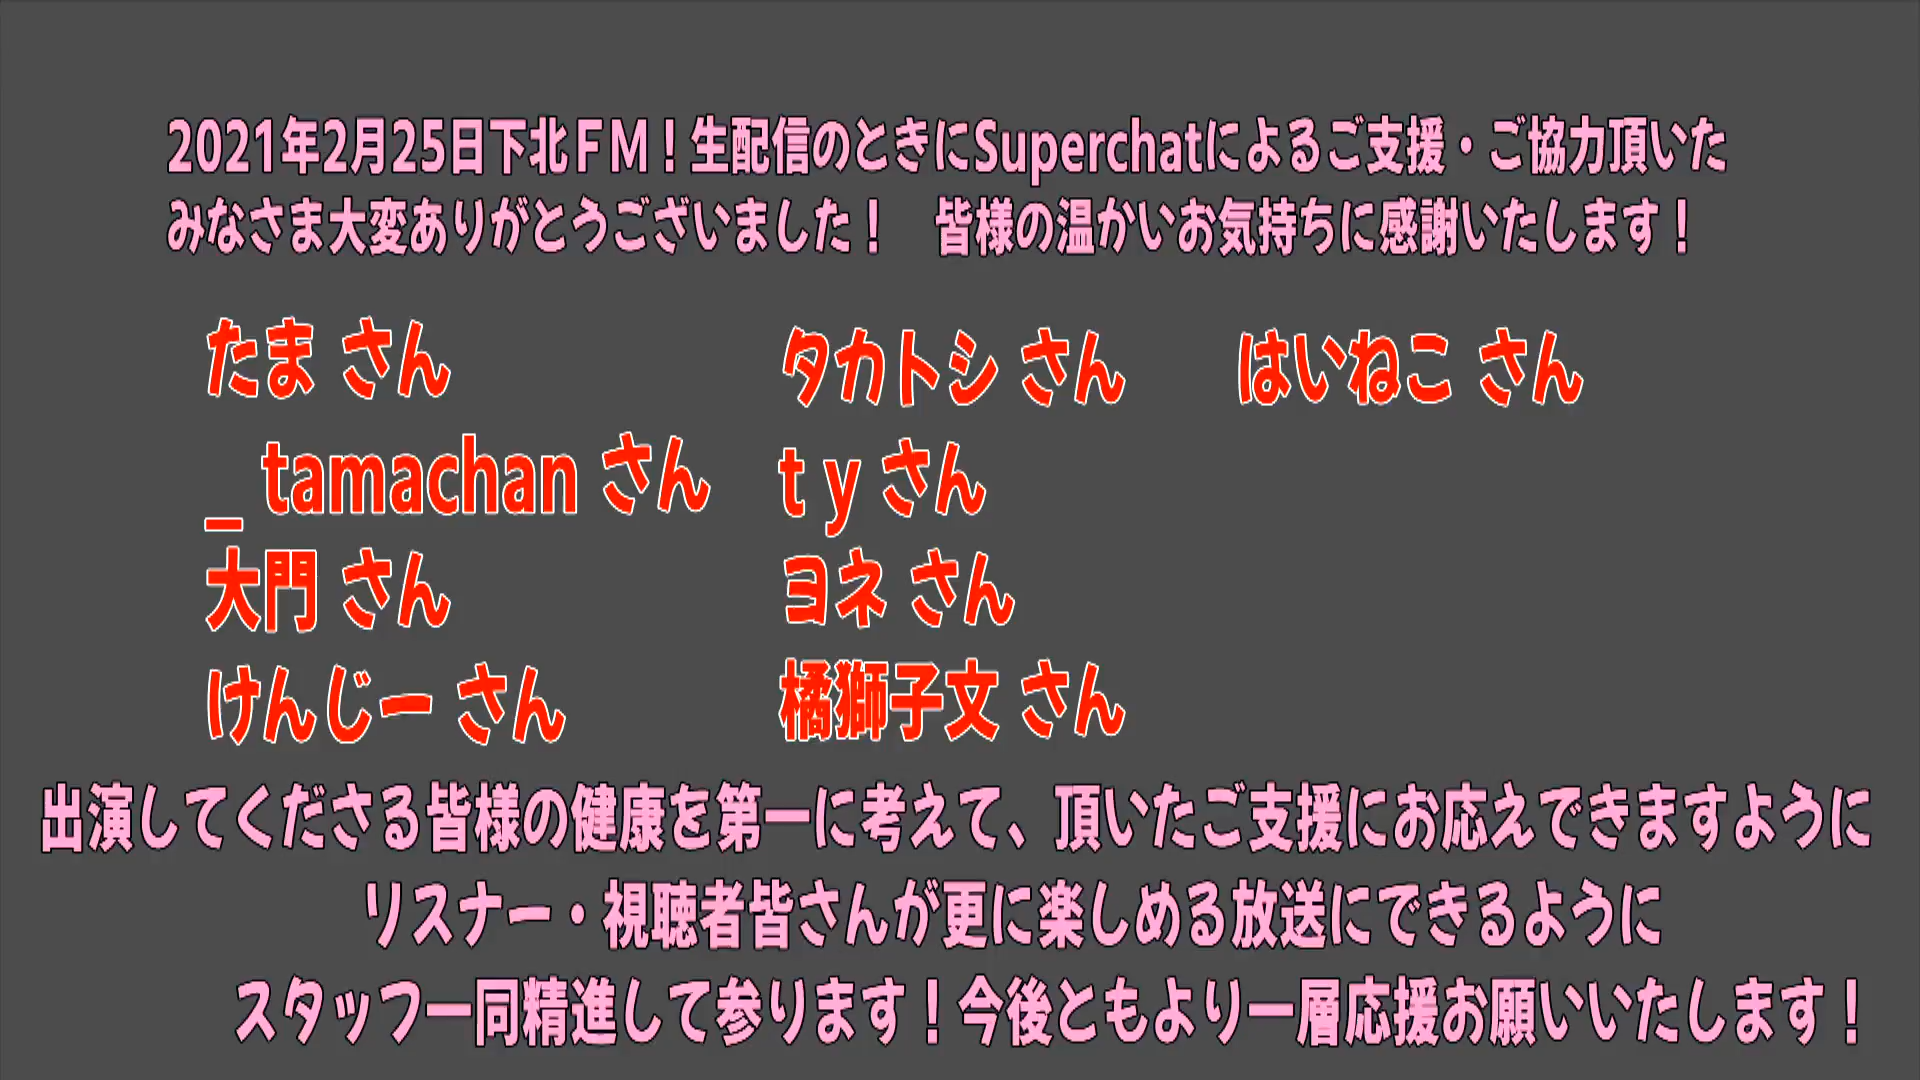 2021年2月25日下北ＦＭ！生配信のときにSuperchatによるご支援・ご協力頂いた
みなさま大変ありがとうございました！　皆様の温かいお気持ちに感謝いたします！
たま さん　タカトシ さん　はいねこ さん
_ tamachan さん　t y さん
大門 さん　ヨネ さん
けんじー さん　橘獅子文 さん
出演してくださる皆様の健康を第一に考えて、頂いたご支援にお応えできますように
リスナー・視聴者皆さんが更に楽しめる放送にできるように
スタッフ一同精進して参ります！今後ともより一層応援お願いいたします！